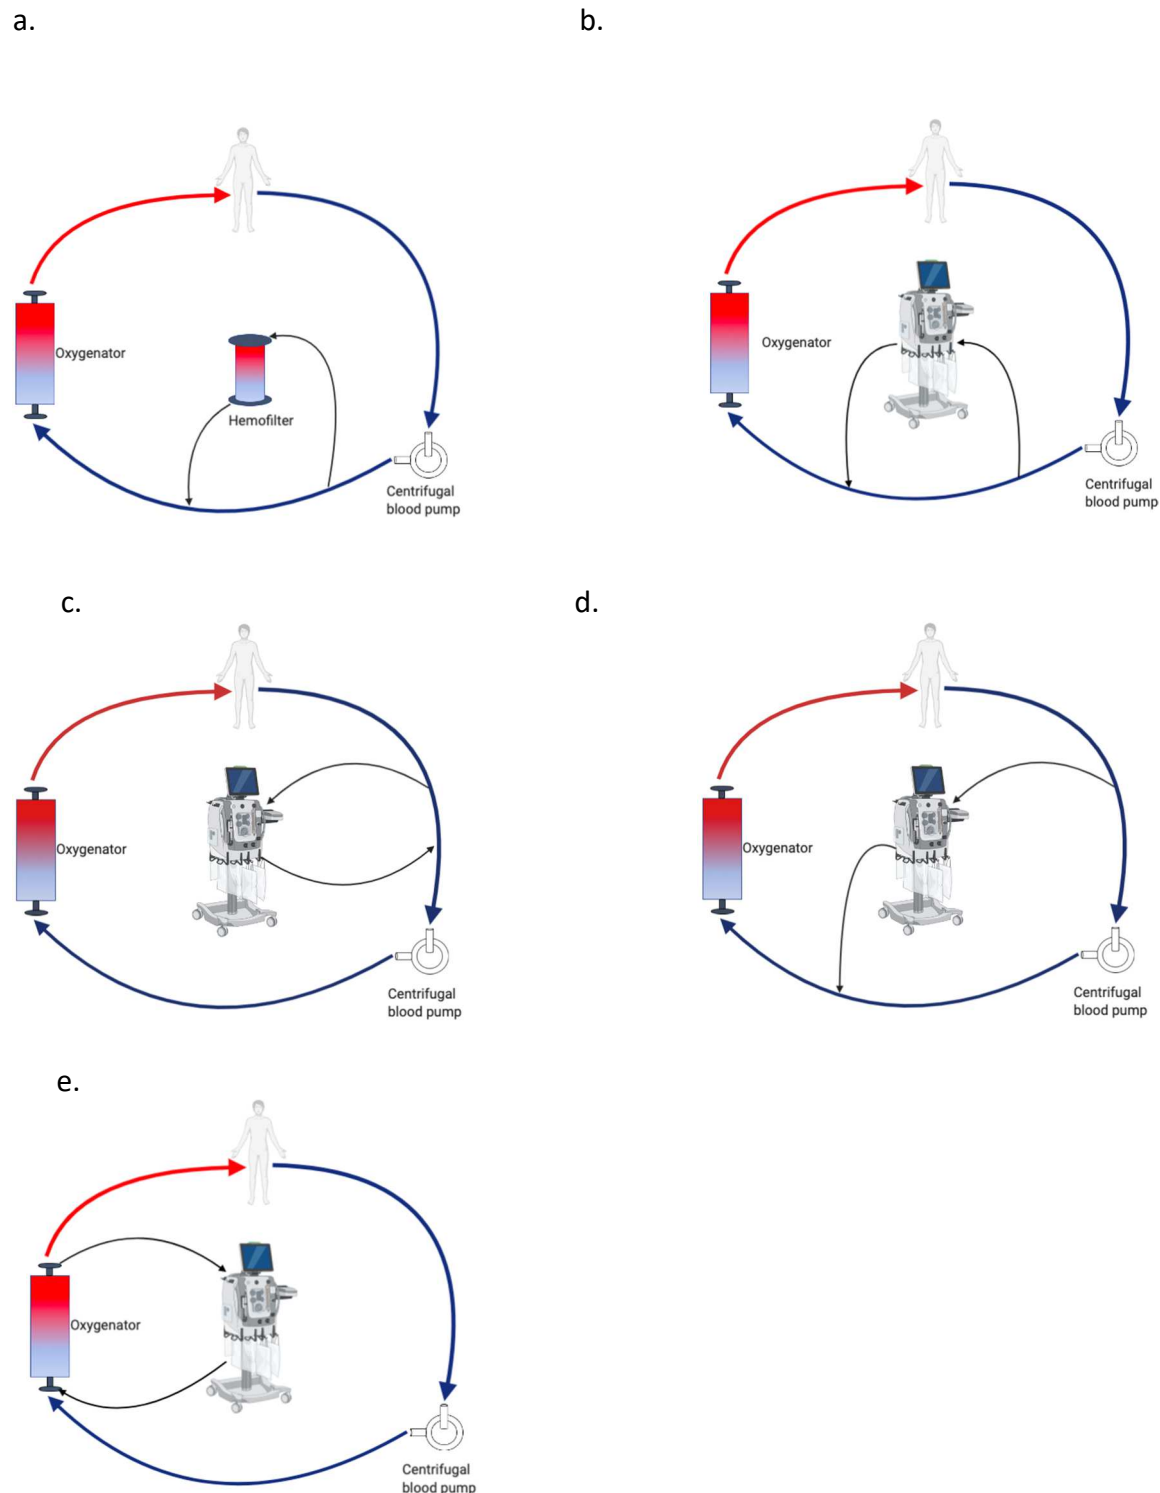 a.
b.
Oxygenator
Hemofilter
Centrifugal
blood pump
Oxygenator
Centrifugal
blood pump
c.
d.
Oxygenator
Centrifugal
blood pump
Oxygenator
Centrifugal
blood pump
e.
Oxygenator
Centrifugal
blood pump